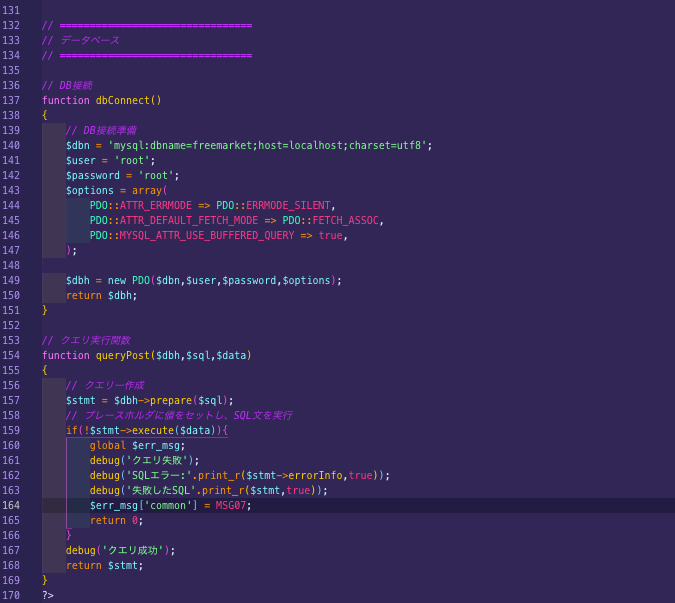 131
132 // ================================
133 // データベース
134 // ================================
135
136 // DB接続
137 function dbConnect()
138 {
139 // DB接続準備
140 $dbn = 'mysql:dbname=freemarket;host=localhost;charset=utf8';
141 $user = 'root';
142 $password = 'root';
143 $options = array(
144 PDO::ATTR_ERRMODE => PDO::ERRMODE_SILENT,
145 PDO::ATTR_DEFAULT_FETCH_MODE => PDO::FETCH_ASSOC,
146 PDO::MYSQL_ATTR_USE_BUFFERED_QUERY => true,
147 );
148
149 $dbh = new PDO($dbn,$user,$password,$options);
150 return $dbh;
151 }
152
153 // クエリ実行関数
154 function queryPost($dbh,$sql,$data)
155 {
156 // クエリー作成
157 $stmt = $dbh->prepare($sql);
158 // プレースホルダに値をセットし、SQL文を実行
159 if(!$stmt->execute($data)){
160 global $err_msg;
161 debug('クエリ失敗');
162 debug('SQLエラー:'.print_r($stmt->errorInfo,true));
163 debug('失敗したSQL'.print_r($stmt,true));
164 $err_msg['common'] = MSG07;
165 return 0;
166 }
167 debug('クエリ成功');
168 return $stmt;
169 }
170 ?>